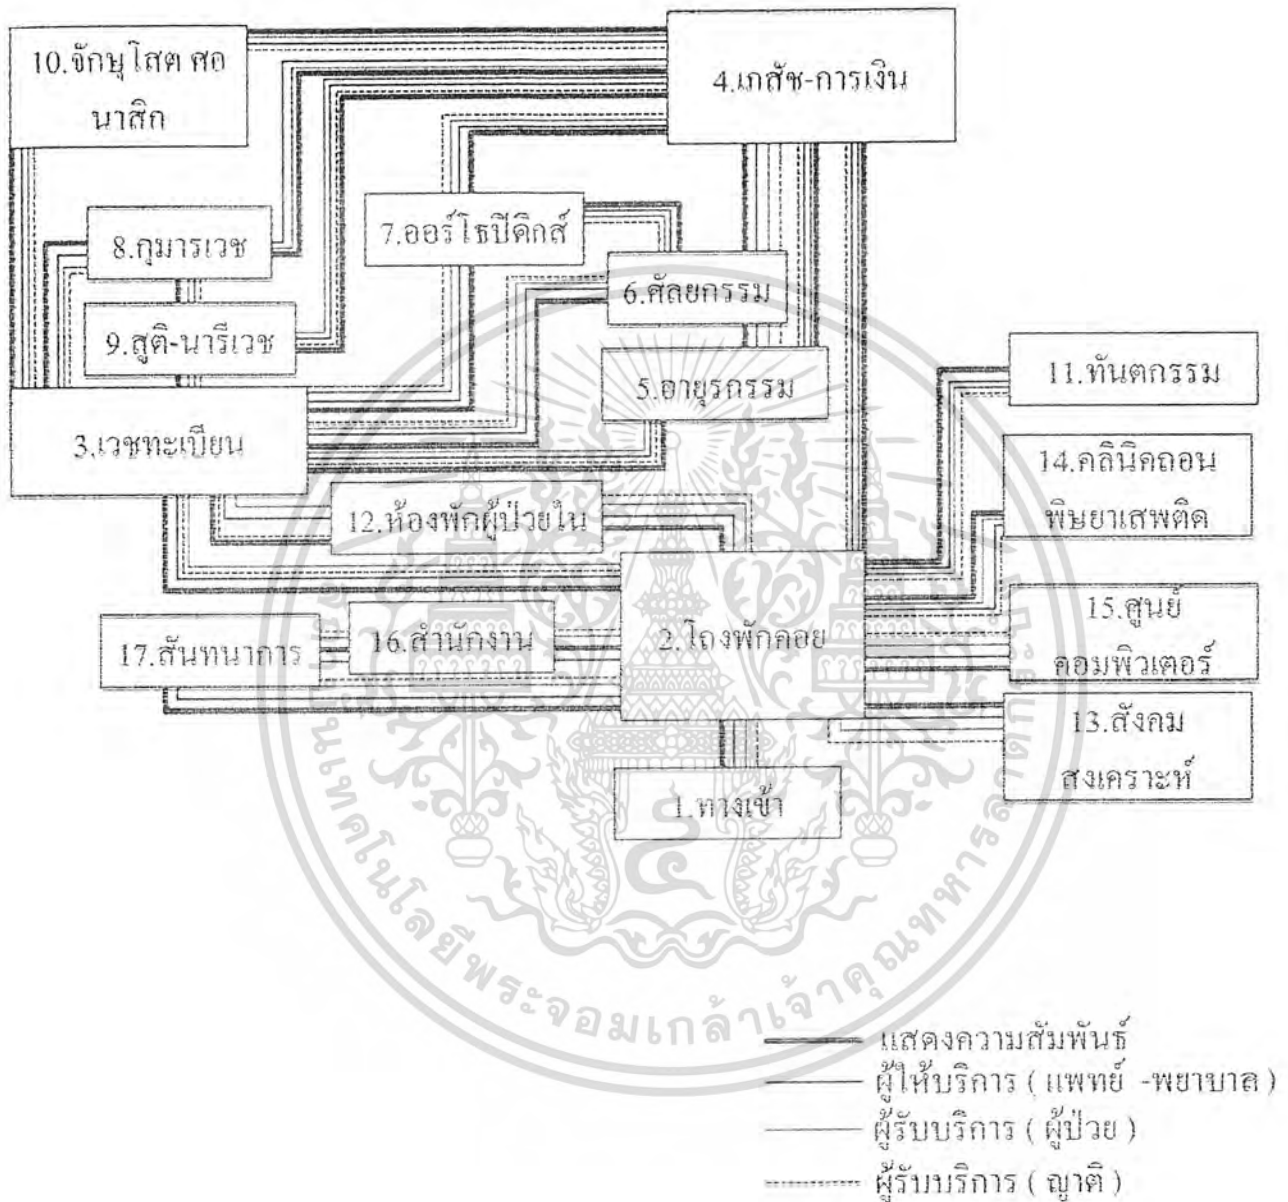 10.จักษุ โสต ศอ
นาสิก
4.เภสัช-การเงิน
8.กุมารเวช
7.ออร์โธปิดิกส์
6.ศัลยกรรม
9.สูติ-นารีเวช
5.อายุรกรรม
11.ทันตกรรม
3.เวชทะเบียน
14.คลินิคถอน
พิษยาเสพติด
12.ห้องพักผู้ป่วยใน
15.ศูนย์
คอมพิวเตอร์
16.สำนักงาน
2.โถงพักคอย
17.สันทนาการ
13.สังคม
สงเคราะห์
1.ทางเข้า
แสดงความสัมพันธ์
ผู้ให้บริการ ( แพทย์ -พยาบาล )
ผู้รับบริการ ( ผู้ป่วย )
ผู้รับบริการ ( ญาติ )